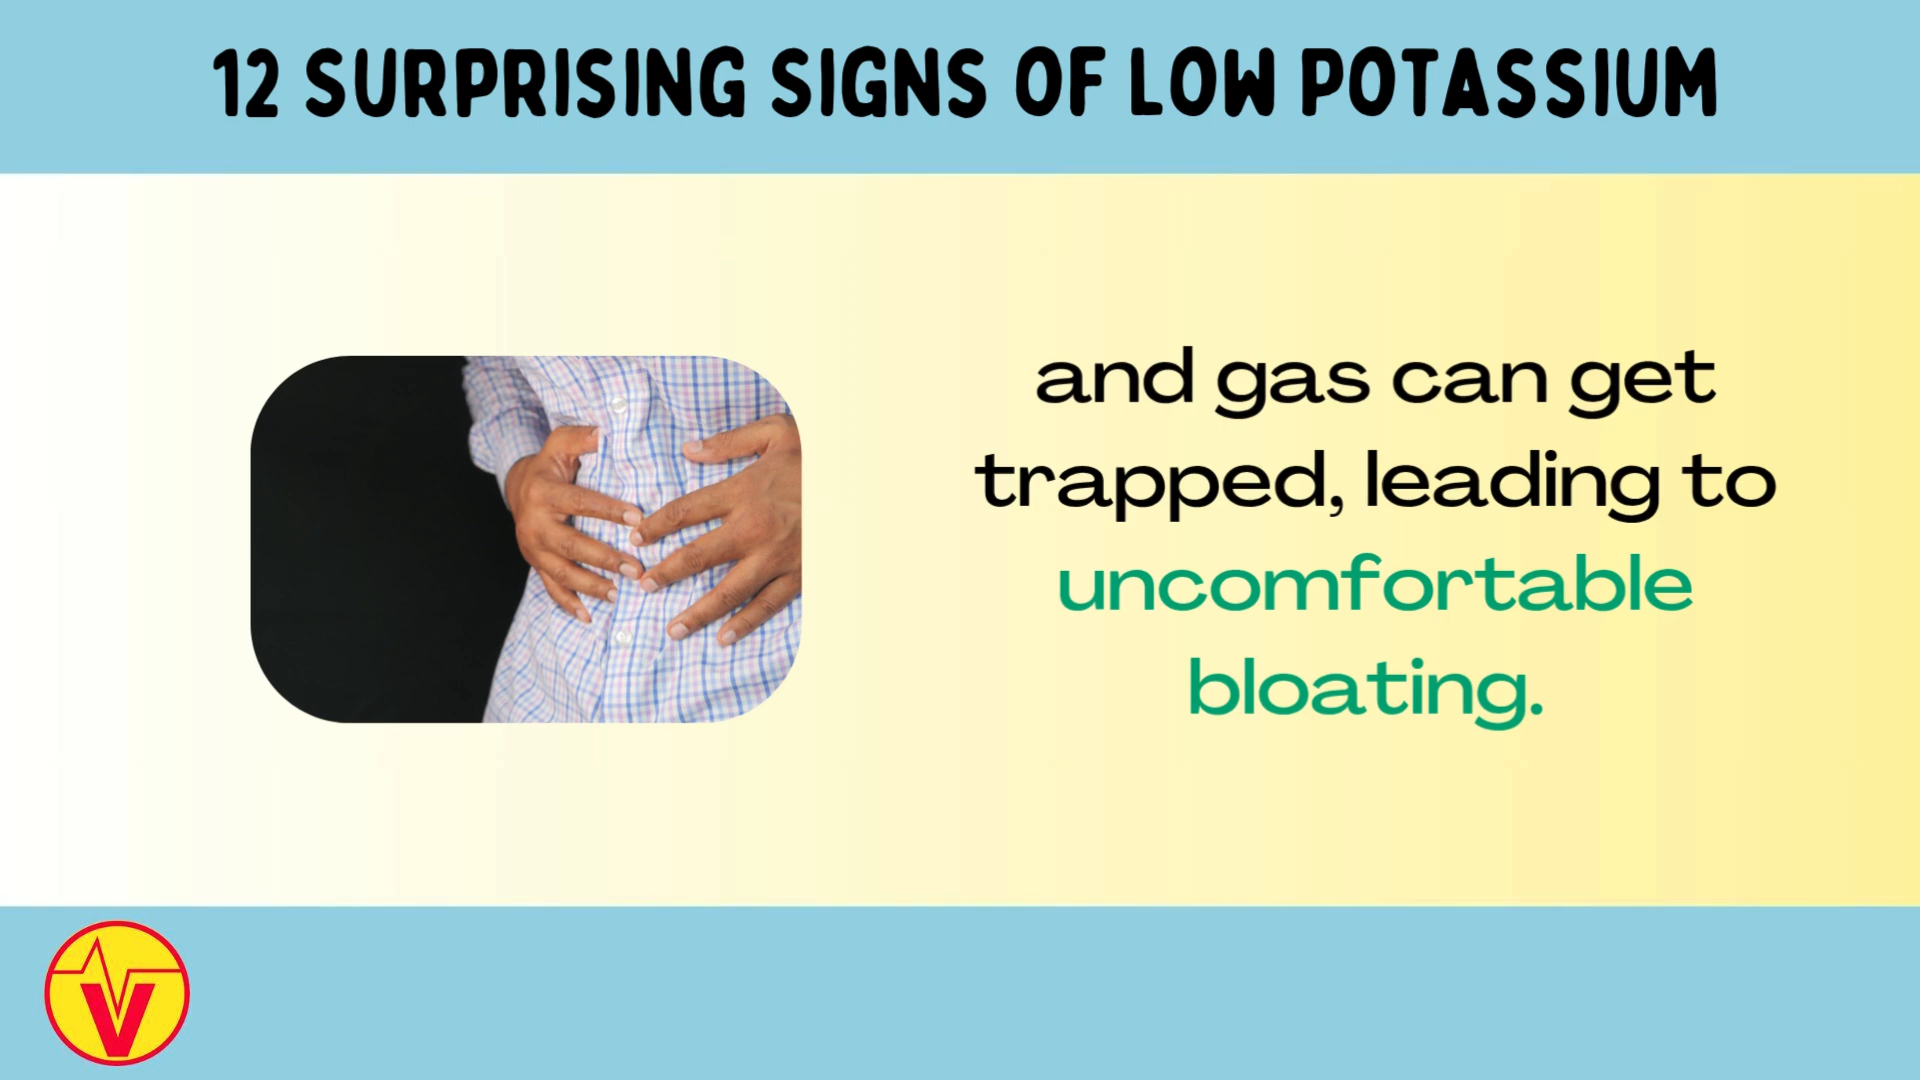 12 SURPRISING SIGNS OF LOW POTASSIUM
and gas can get
trapped, leading to
uncomfortable
bloating.
V